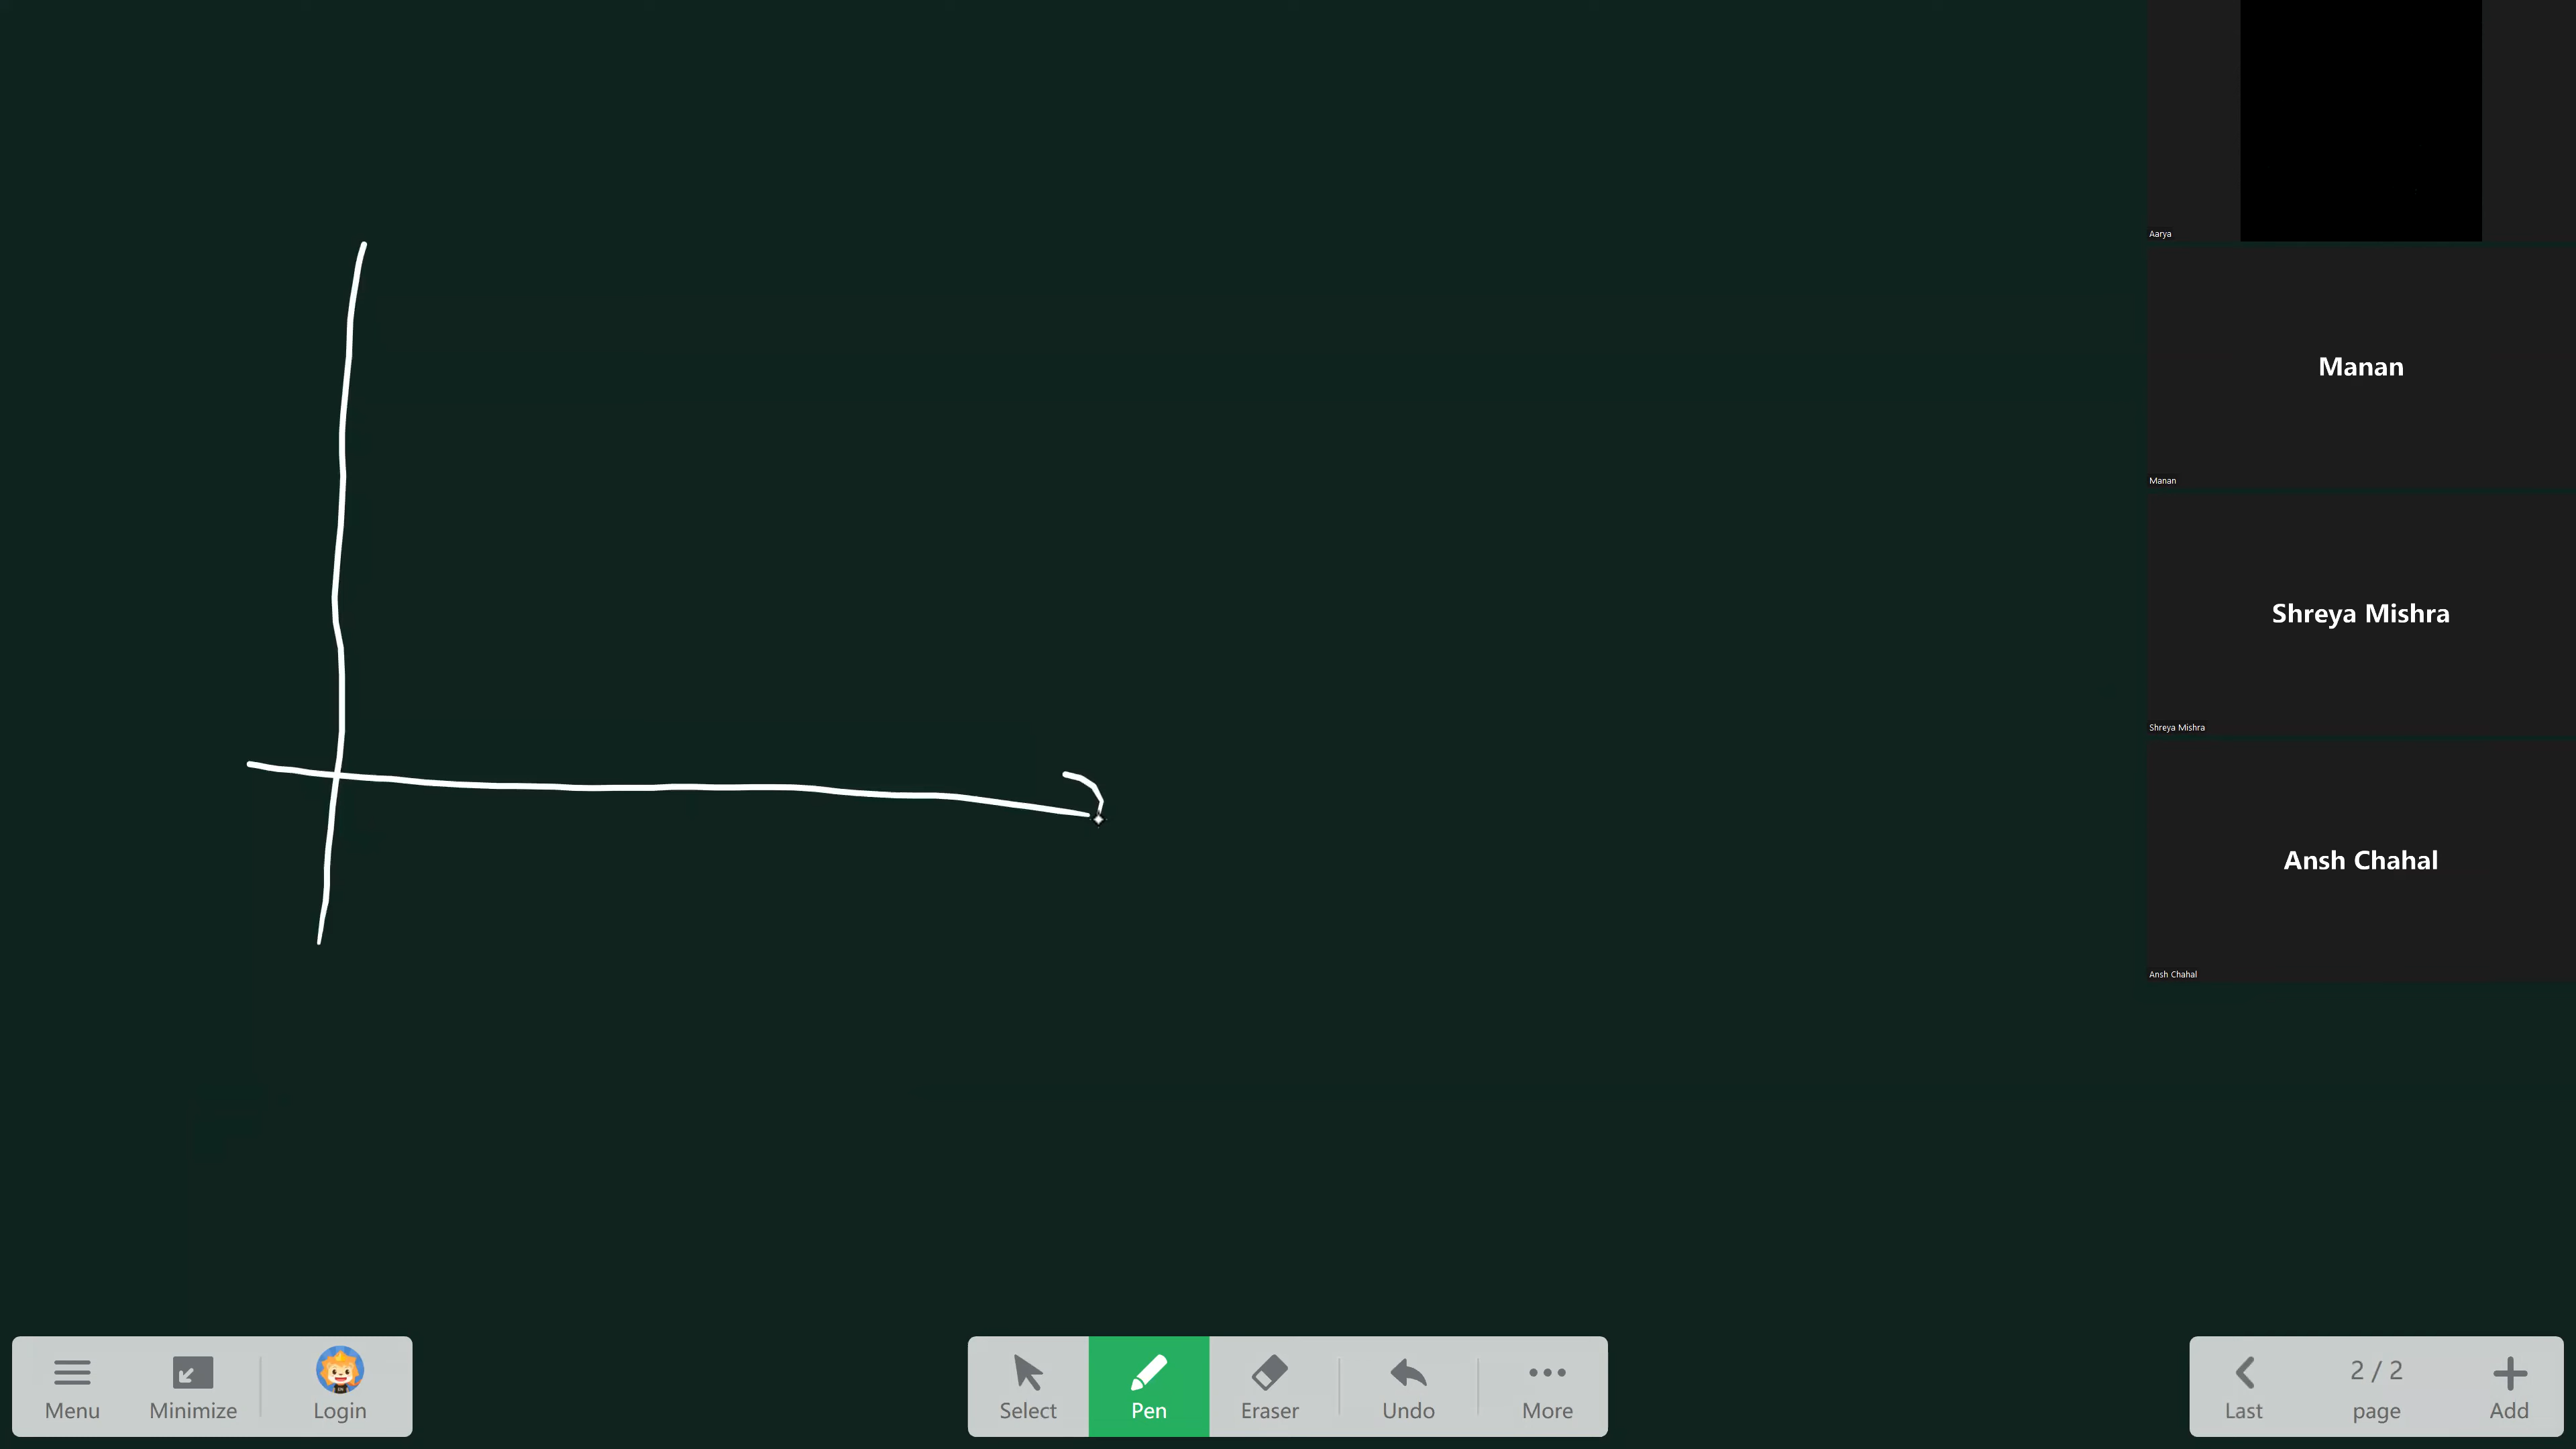 Aarya
Manan
Manan
Shreya Mishra
Shreya Mishra
Ansh Chahal
Ansh Chahal
Menu
Minimize
Login
Select
Pen
Eraser
Undo
More
Last
2 / 2
page
Add